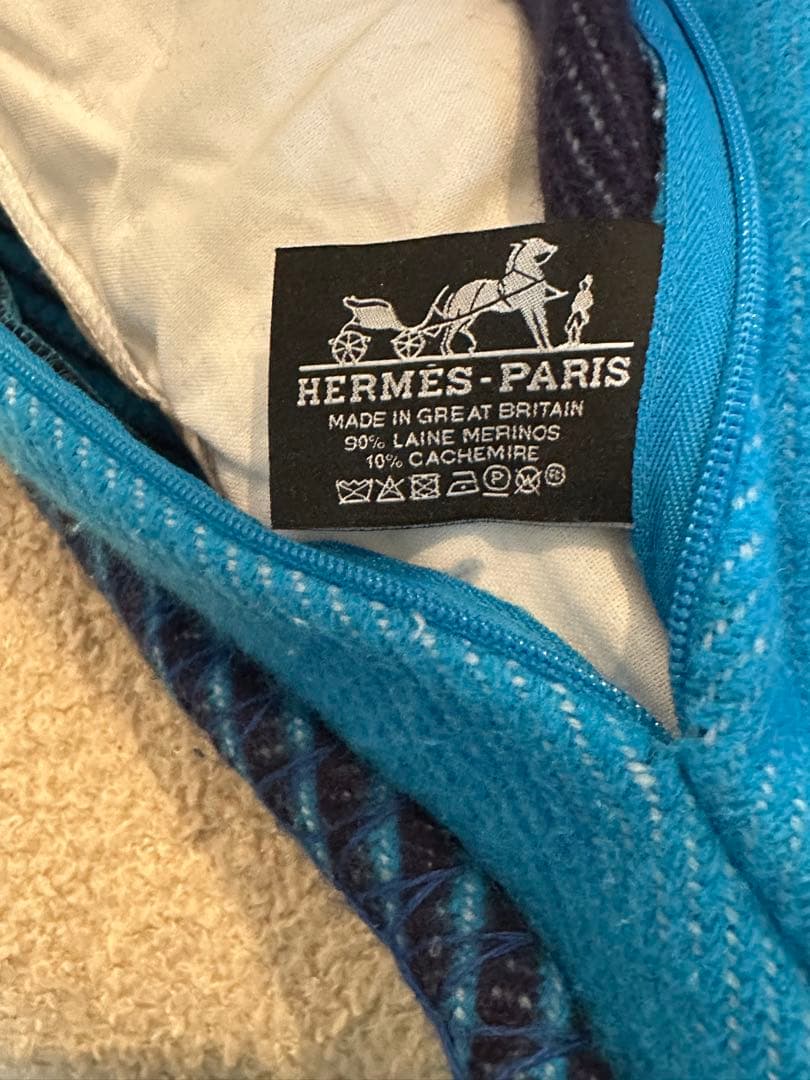 HERMÈS-PARIS
MADE IN GREAT BRITAIN
90% LAINE MERINOS
10% CACHEMIRE
P W ®